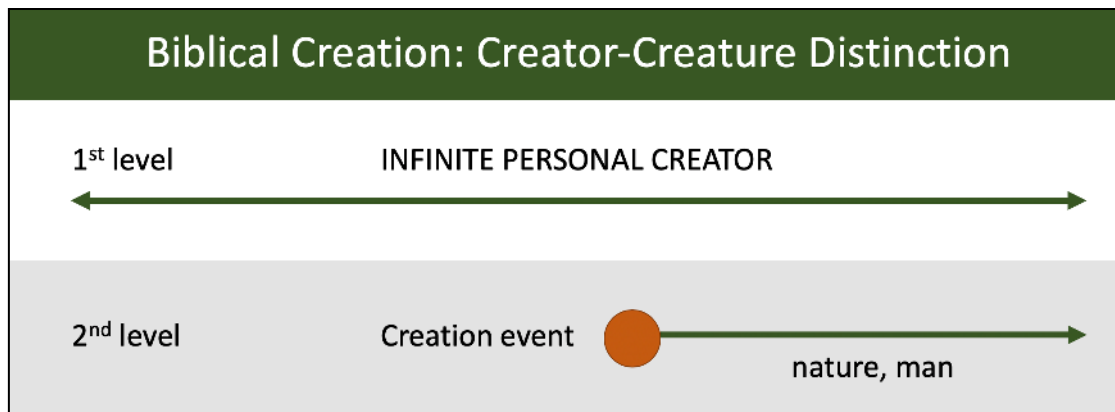 Biblical Creation: Creator-Creature Distinction
1st level INFINITE PERSONAL CREATOR
2nd level Creation event
nature, man